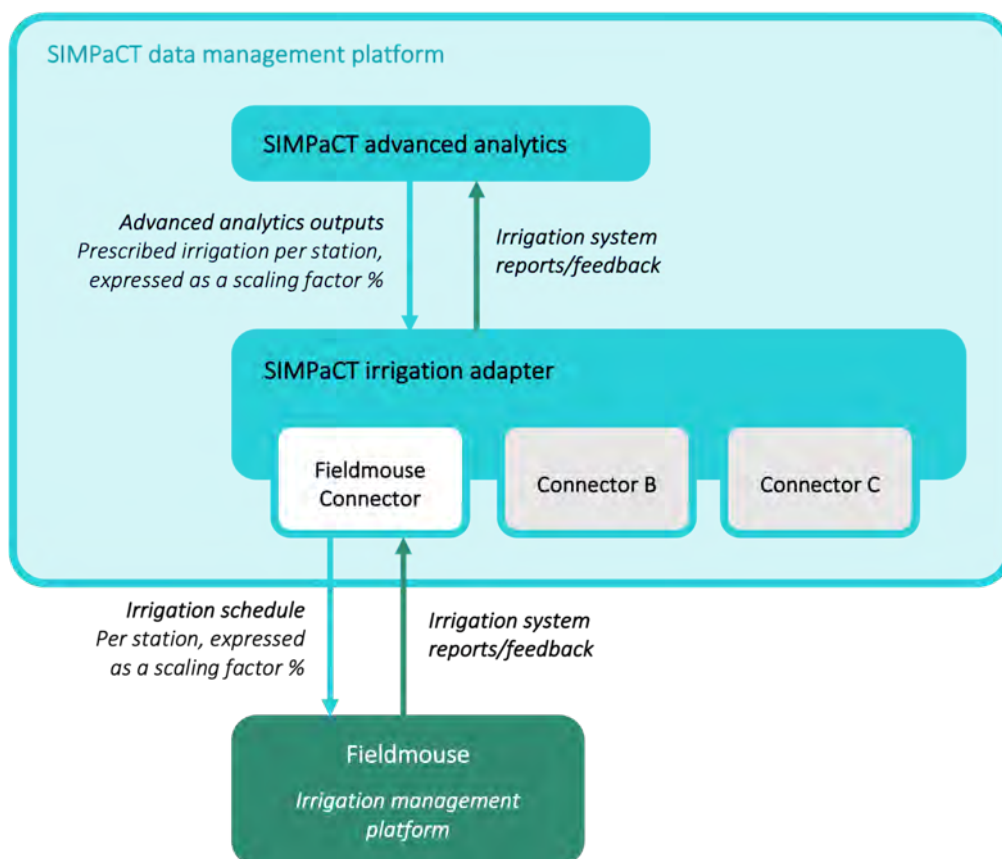 SIMPaCT data management platform
SIMPaCT advanced analytics
Advanced analytics outputs
Prescribed irrigation per station,
expressed as a scaling factor %
Irrigation system
reports/feedback
SIMPaCT irrigation adapter
Fieldmouse
Connector
Connector B
Connector C
Irrigation schedule
Per station, expressed
as a scaling factor %
Irrigation system
reports/feedback
Fieldmouse
Irrigation management
platform